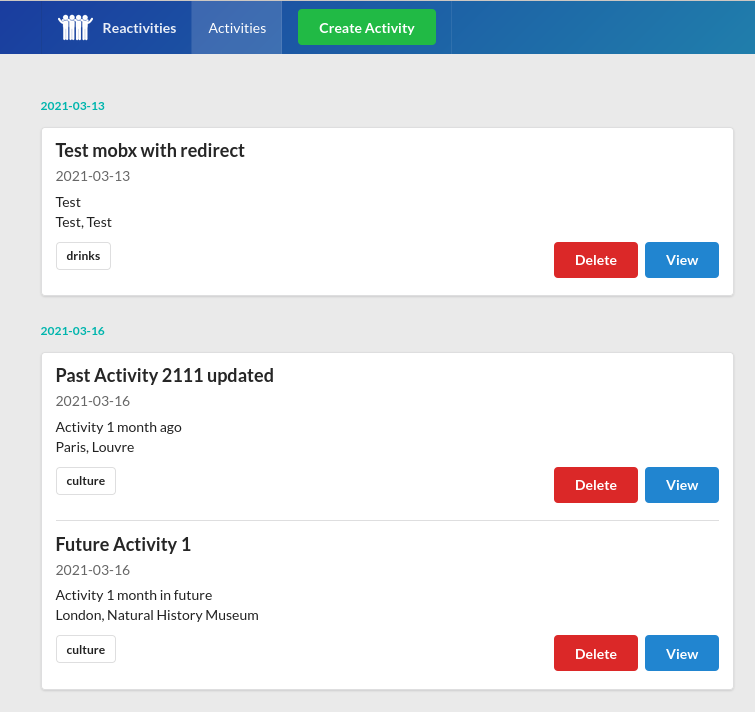 Reactivities
Activities
Create Activity
2021-03-13
Test mobx with redirect
2021-03-13
Test
Test, Test
drinks
Delete
View
2021-03-16
Past Activity 2111 updated
2021-03-16
Activity 1 month ago
Paris, Louvre
culture
Delete
View
Future Activity 1
2021-03-16
Activity 1 month in future
London, Natural History Museum
culture
Delete
View